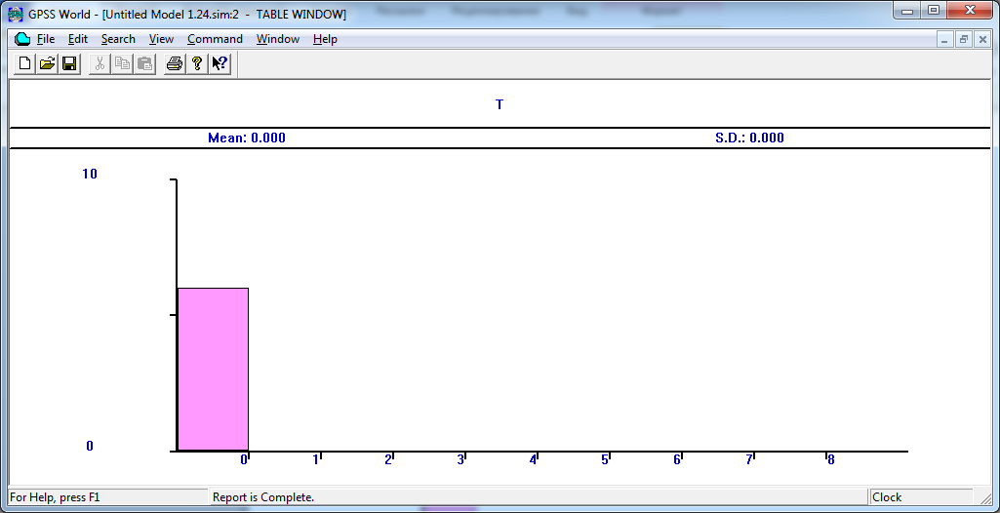 GPSS World - [Untitled Model 1.24.sim:2 - TABLE WINDOW]
File Edit Search View Command Window Help
T
Mean: 0.000 S.D.: 0.000
10
0
0 1 2 3 4 5 6 7 8
For Help, press F1 Report is Complete. Clock